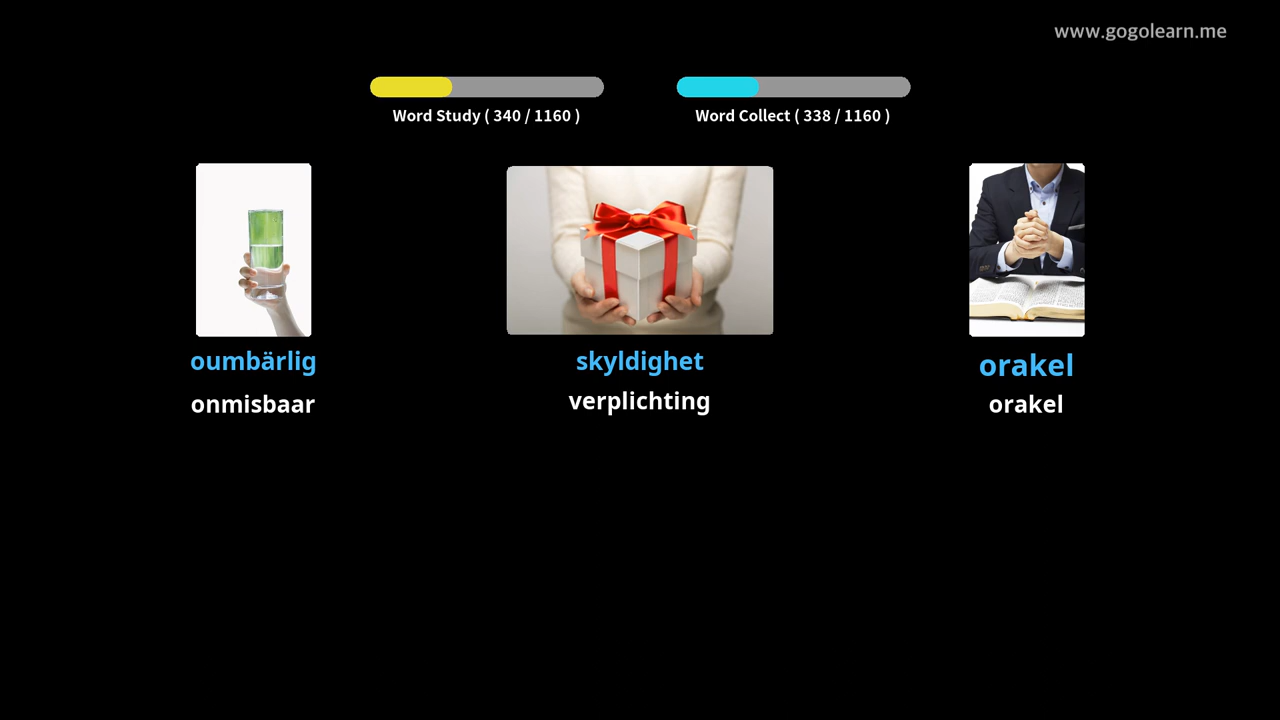 www.gogolearn.me
Word Study ( 340 / 1160 )
Word Collect ( 338 / 1160 )
oumbärlig
onmisbaar
skyldighet
verplichting
orakel
orakel